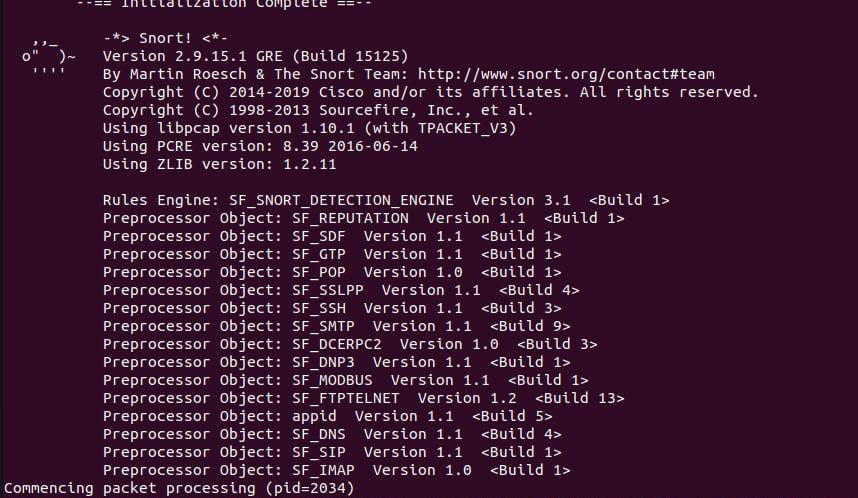 --== Initialization Complete ==--
,,_     -*> Snort! <*-
o"  )~   Version 2.9.15.1 GRE (Build 15125)
''''    By Martin Roesch & The Snort Team: http://www.snort.org/contact#team
Copyright (C) 2014-2019 Cisco and/or its affiliates. All rights reserved.
Copyright (C) 1998-2013 Sourcefire, Inc., et al.
Using libpcap version 1.10.1 (with TPACKET_V3)
Using PCRE version: 8.39 2016-06-14
Using ZLIB version: 1.2.11
Rules Engine: SF_SNORT_DETECTION_ENGINE  Version 3.1  <Build 1>
Preprocessor Object: SF_REPUTATION  Version 1.1  <Build 1>
Preprocessor Object: SF_SDF  Version 1.1  <Build 1>
Preprocessor Object: SF_GTP  Version 1.1  <Build 1>
Preprocessor Object: SF_POP  Version 1.0  <Build 1>
Preprocessor Object: SF_SSLPP  Version 1.1  <Build 4>
Preprocessor Object: SF_SSH  Version 1.1  <Build 3>
Preprocessor Object: SF_SMTP  Version 1.1  <Build 9>
Preprocessor Object: SF_DCERPC2  Version 1.0  <Build 3>
Preprocessor Object: SF_DNP3  Version 1.1  <Build 1>
Preprocessor Object: SF_MODBUS  Version 1.1  <Build 1>
Preprocessor Object: SF_FTPTELNET  Version 1.2  <Build 13>
Preprocessor Object: appid  Version 1.1  <Build 5>
Preprocessor Object: SF_DNS  Version 1.1  <Build 4>
Preprocessor Object: SF_SIP  Version 1.1  <Build 1>
Preprocessor Object: SF_IMAP  Version 1.0  <Build 1>
Commencing packet processing (pid=2034)